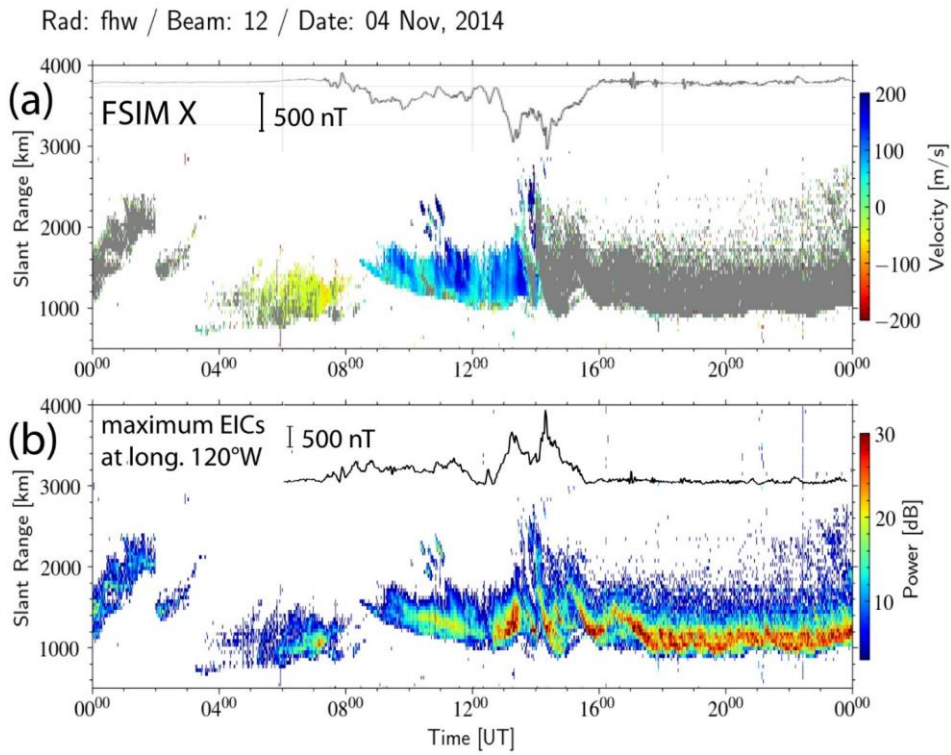 Rad: fhw / Beam: 12 / Date: 04 Nov, 2014
(a)
FSIM X
500 nT
4000
3000
2000
1000
Slant Range [km]
00⁰⁰ 04⁰⁰ 08⁰⁰ 12⁰⁰ 16⁰⁰ 20⁰⁰ 00⁰⁰
200
100
0
−100
−200
Velocity [m/s]
(b)
maximum EICs
at long. 120°W
500 nT
4000
3000
2000
1000
Slant Range [km]
00⁰⁰ 04⁰⁰ 08⁰⁰ 12⁰⁰ 16⁰⁰ 20⁰⁰ 00⁰⁰
Time [UT]
30
20
10
Power [dB]